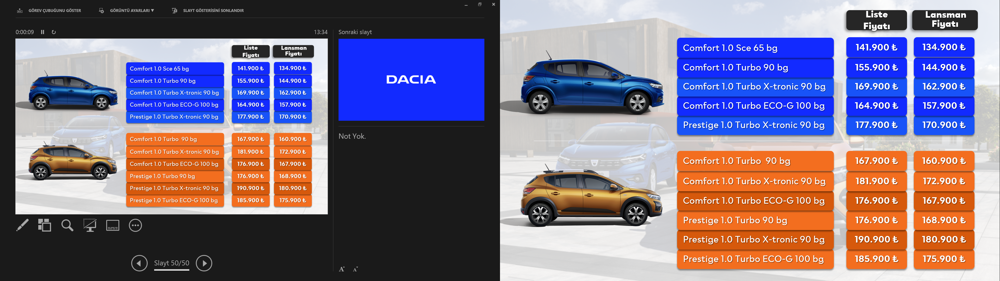 GÖREV ÇUBUĞUNU GÖSTER
GÖRÜNTÜ AYARLARI ▼
SLAYT GÖSTERİSİNİ SONLANDIR
0:00:09
13:34
Liste
Fiyatı
Lansman
Fiyatı
Comfort 1.0 Sce 65 bg 141.900 ₺ 134.900 ₺
Comfort 1.0 Turbo 90 bg 155.900 ₺ 144.900 ₺
Comfort 1.0 Turbo X-tronic 90 bg 169.900 ₺ 162.900 ₺
Comfort 1.0 Turbo ECO-G 100 bg 164.900 ₺ 157.900 ₺
Prestige 1.0 Turbo X-tronic 90 bg 177.900 ₺ 170.900 ₺
Comfort 1.0 Turbo  90 bg 167.900 ₺ 160.900 ₺
Comfort 1.0 Turbo X-tronic 90 bg 181.900 ₺ 172.900 ₺
Comfort 1.0 Turbo ECO-G 100 bg 176.900 ₺ 167.900 ₺
Prestige 1.0 Turbo 90 bg 176.900 ₺ 168.900 ₺
Prestige 1.0 Turbo X-tronic 90 bg 190.900 ₺ 180.900 ₺
Prestige 1.0 Turbo ECO-G 100 bg 185.900 ₺ 175.900 ₺
Slayt 50/50
Sonraki slayt
DACIA
Not Yok.
A A
Liste
Fiyatı
Lansman
Fiyatı
Comfort 1.0 Sce 65 bg 141.900 ₺ 134.900 ₺
Comfort 1.0 Turbo 90 bg 155.900 ₺ 144.900 ₺
Comfort 1.0 Turbo X-tronic 90 bg 169.900 ₺ 162.900 ₺
Comfort 1.0 Turbo ECO-G 100 bg 164.900 ₺ 157.900 ₺
Prestige 1.0 Turbo X-tronic 90 bg 177.900 ₺ 170.900 ₺
Comfort 1.0 Turbo  90 bg 167.900 ₺ 160.900 ₺
Comfort 1.0 Turbo X-tronic 90 bg 181.900 ₺ 172.900 ₺
Comfort 1.0 Turbo ECO-G 100 bg 176.900 ₺ 167.900 ₺
Prestige 1.0 Turbo 90 bg 176.900 ₺ 168.900 ₺
Prestige 1.0 Turbo X-tronic 90 bg 190.900 ₺ 180.900 ₺
Prestige 1.0 Turbo ECO-G 100 bg 185.900 ₺ 175.900 ₺